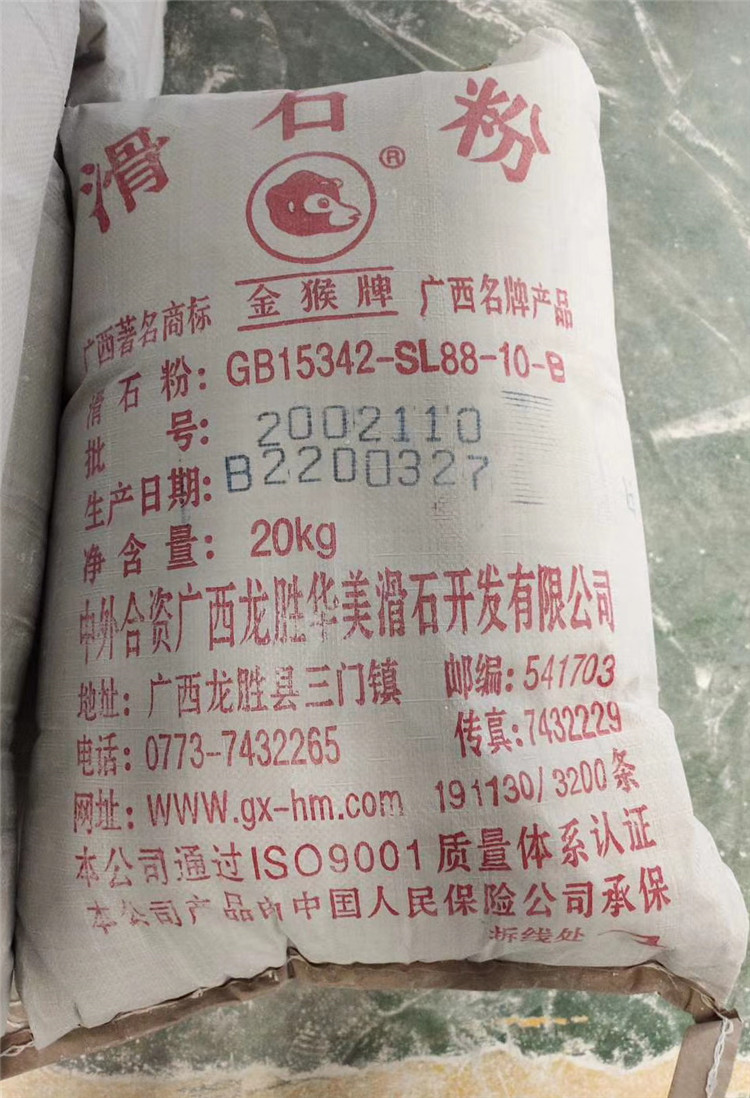 滑石粉
®
广西著名商标 金猴牌 广西名牌产品
滑石粉：GB15342-SL88-10-B
批号：2002110
生产日期：B2200327
净含量：20kg
中外合资广西龙胜华美滑石开发有限公司
地址：广西龙胜县三门镇 邮编：541703
电话：0773-7432265 传真：7432229
网址：WWW.gx-hm.com 191130/3200条
本公司通过ISO9001质量体系认证
本公司产品由中国人民保险公司承保
拆线处